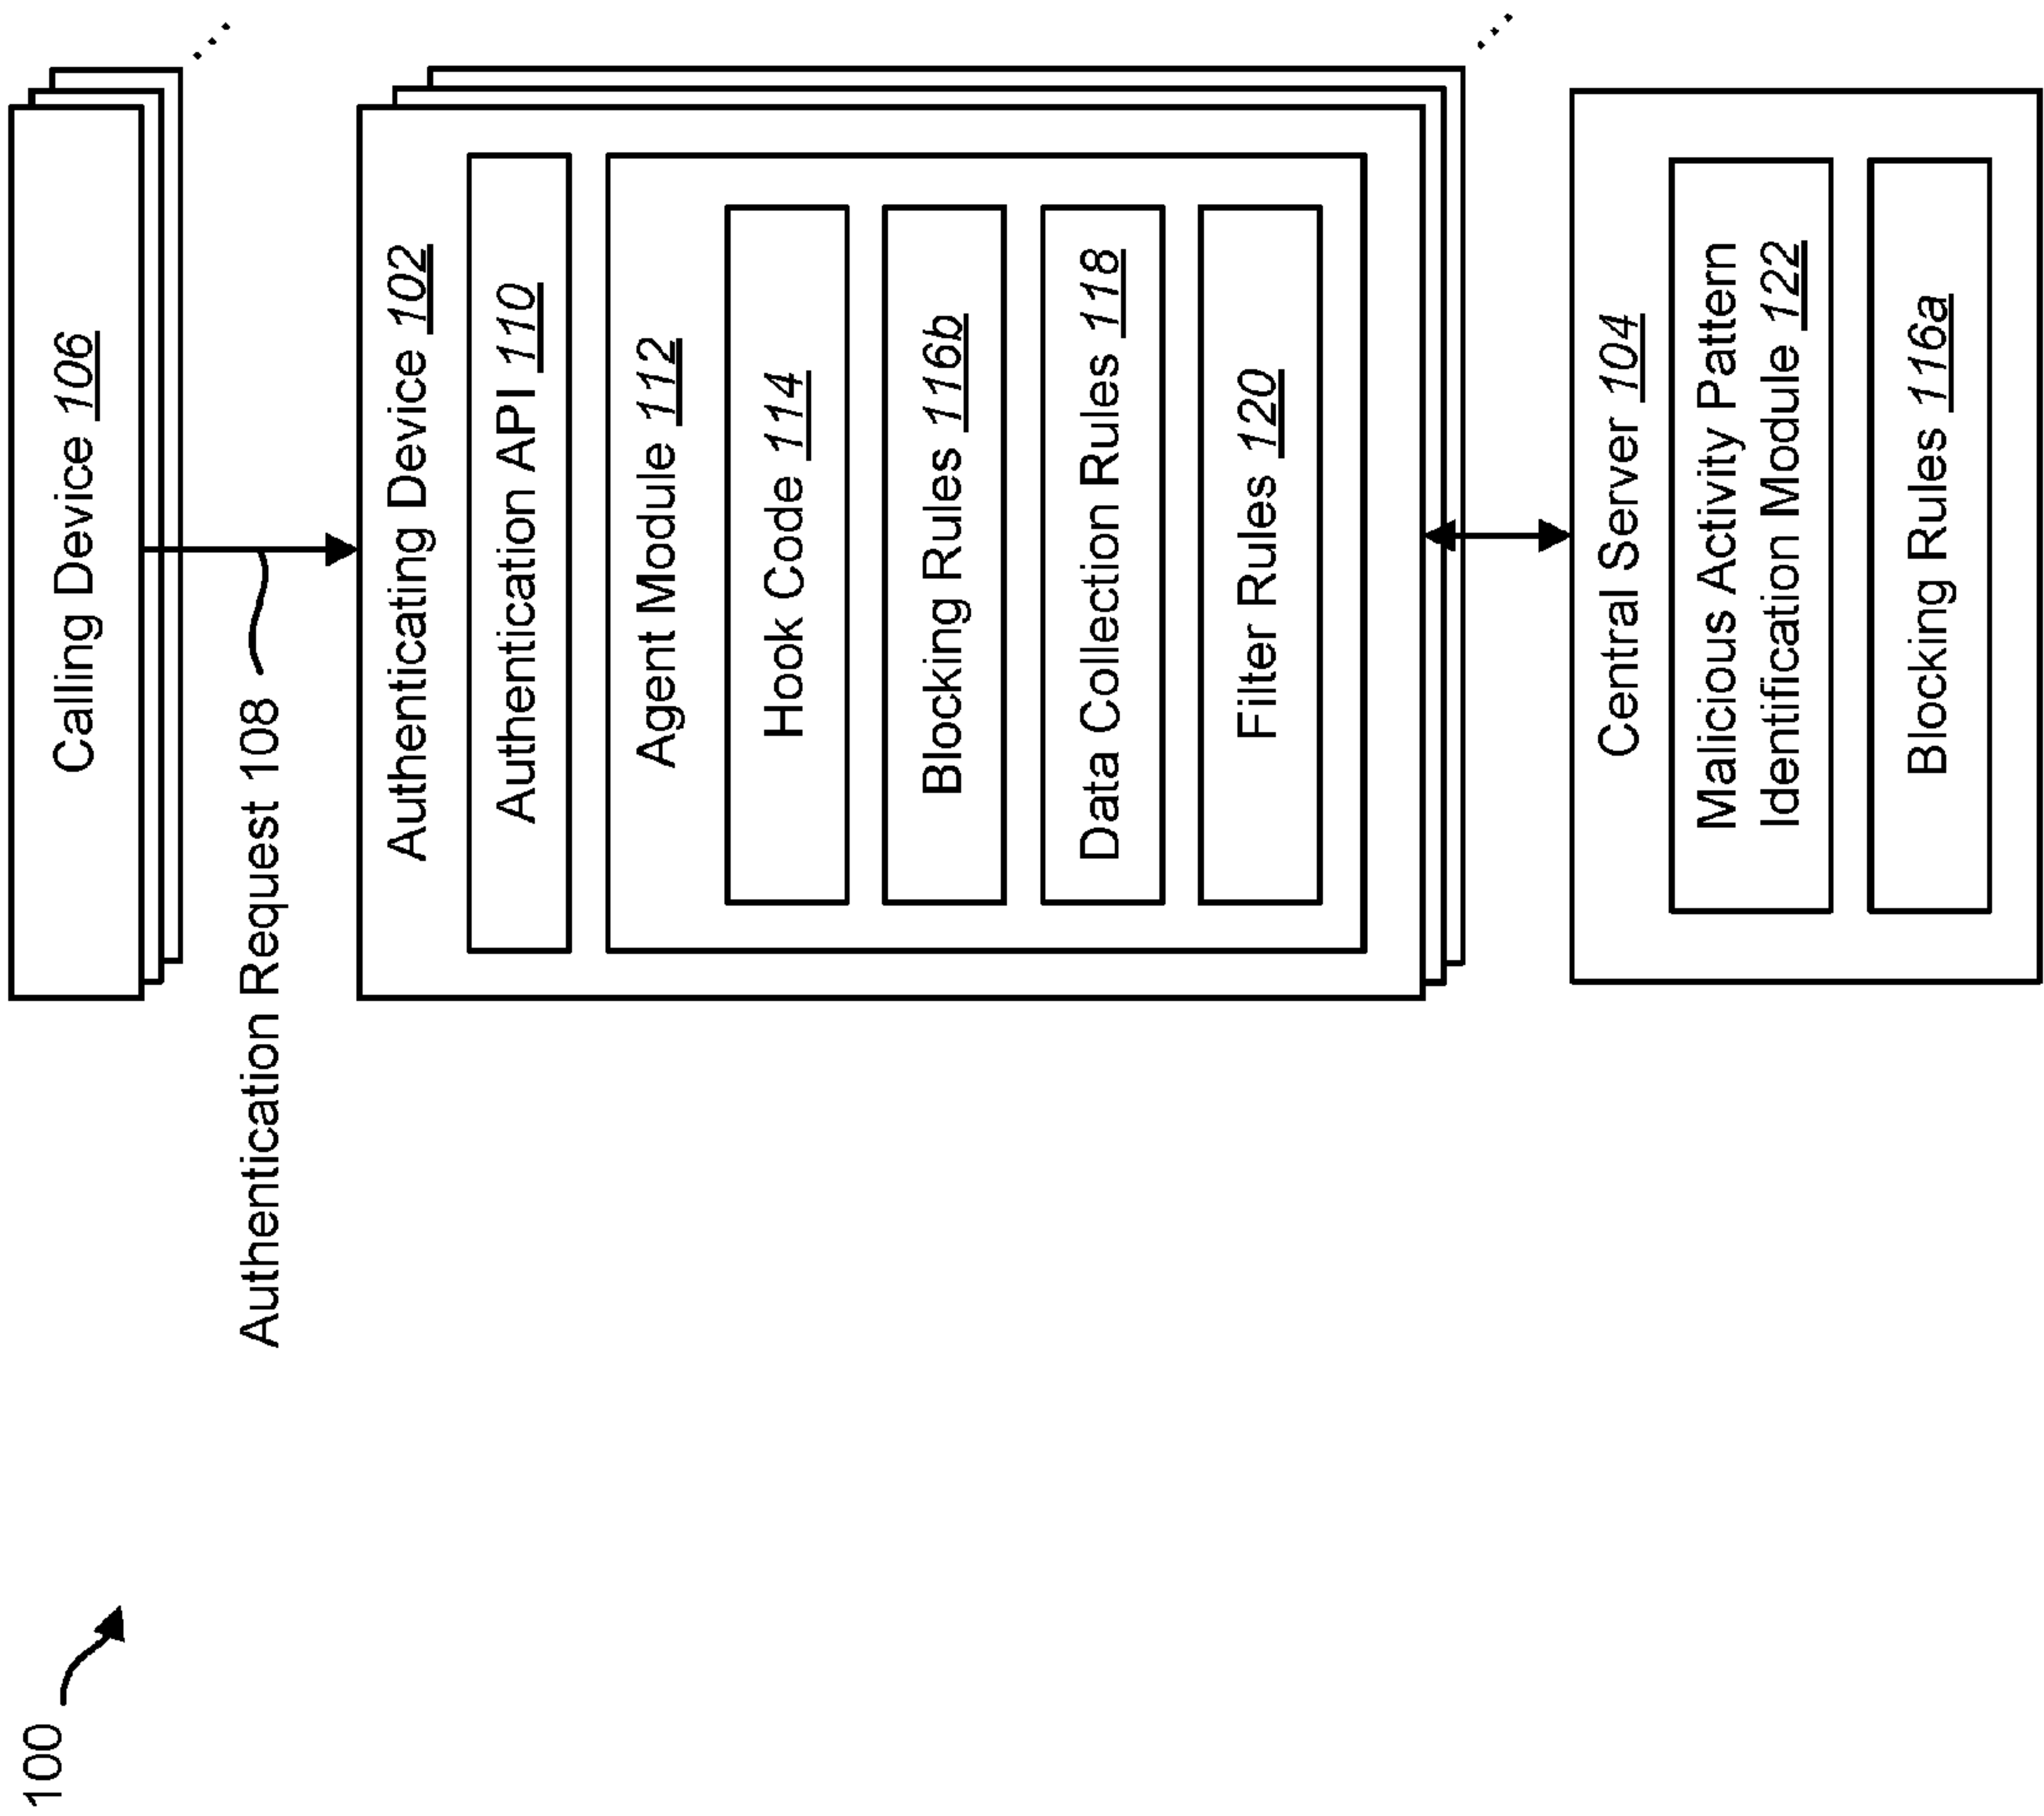 100
Calling Device 106
Authentication Request 108
Authenticating Device 102
Authentication API 110
Agent Module 112
Hook Code 114
Blocking Rules 116b
Data Collection Rules 118
Filter Rules 120
Central Server 104
Malicious Activity Pattern
Identification Module 122
Blocking Rules 116a